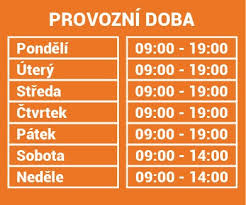 PROVOZNÍ DOBA
Pondělí 09:00 - 19:00
Úterý 09:00 - 19:00
Středa 09:00 - 19:00
Čtvrtek 09:00 - 19:00
Pátek 09:00 - 19:00
Sobota 09:00 - 14:00
Neděle 09:00 - 14:00